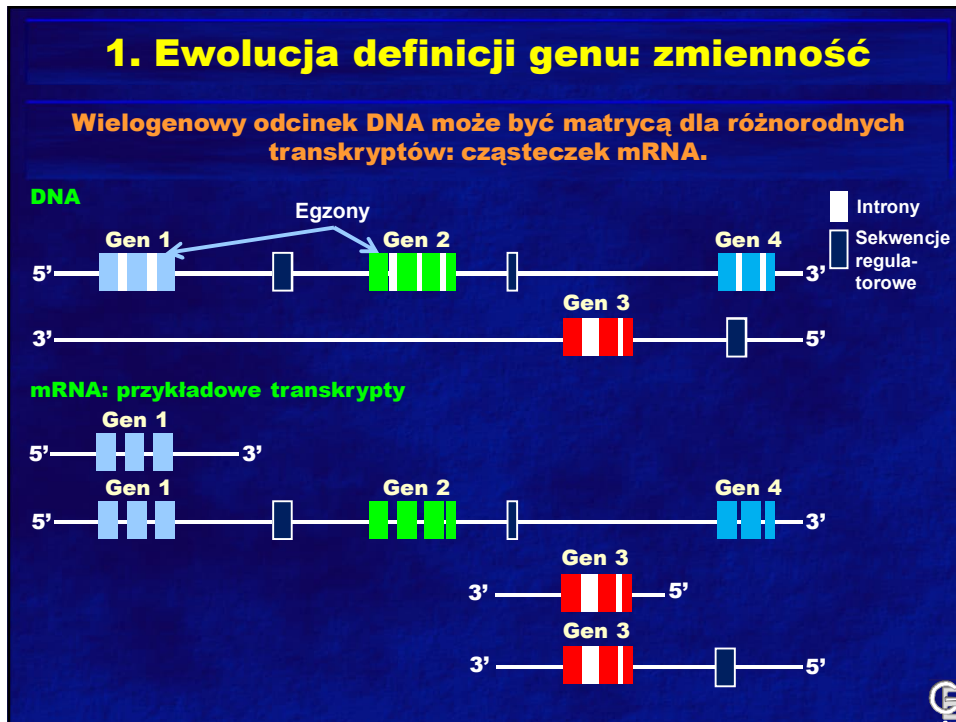 1. Ewolucja definicji genu: zmienność
Wielogenowy odcinek DNA może być matrycą dla różnorodnych
transkryptów: cząsteczek mRNA.
DNA
Egzony
Introny
Gen 1
Gen 2
Gen 4
Sekwencje
regula-
torowe
5’
3’
Gen 3
3’
5’
mRNA: przykładowe transkrypty
Gen 1
5’
3’
Gen 1
Gen 2
Gen 4
5’
3’
Gen 3
3’
5’
Gen 3
3’
5’